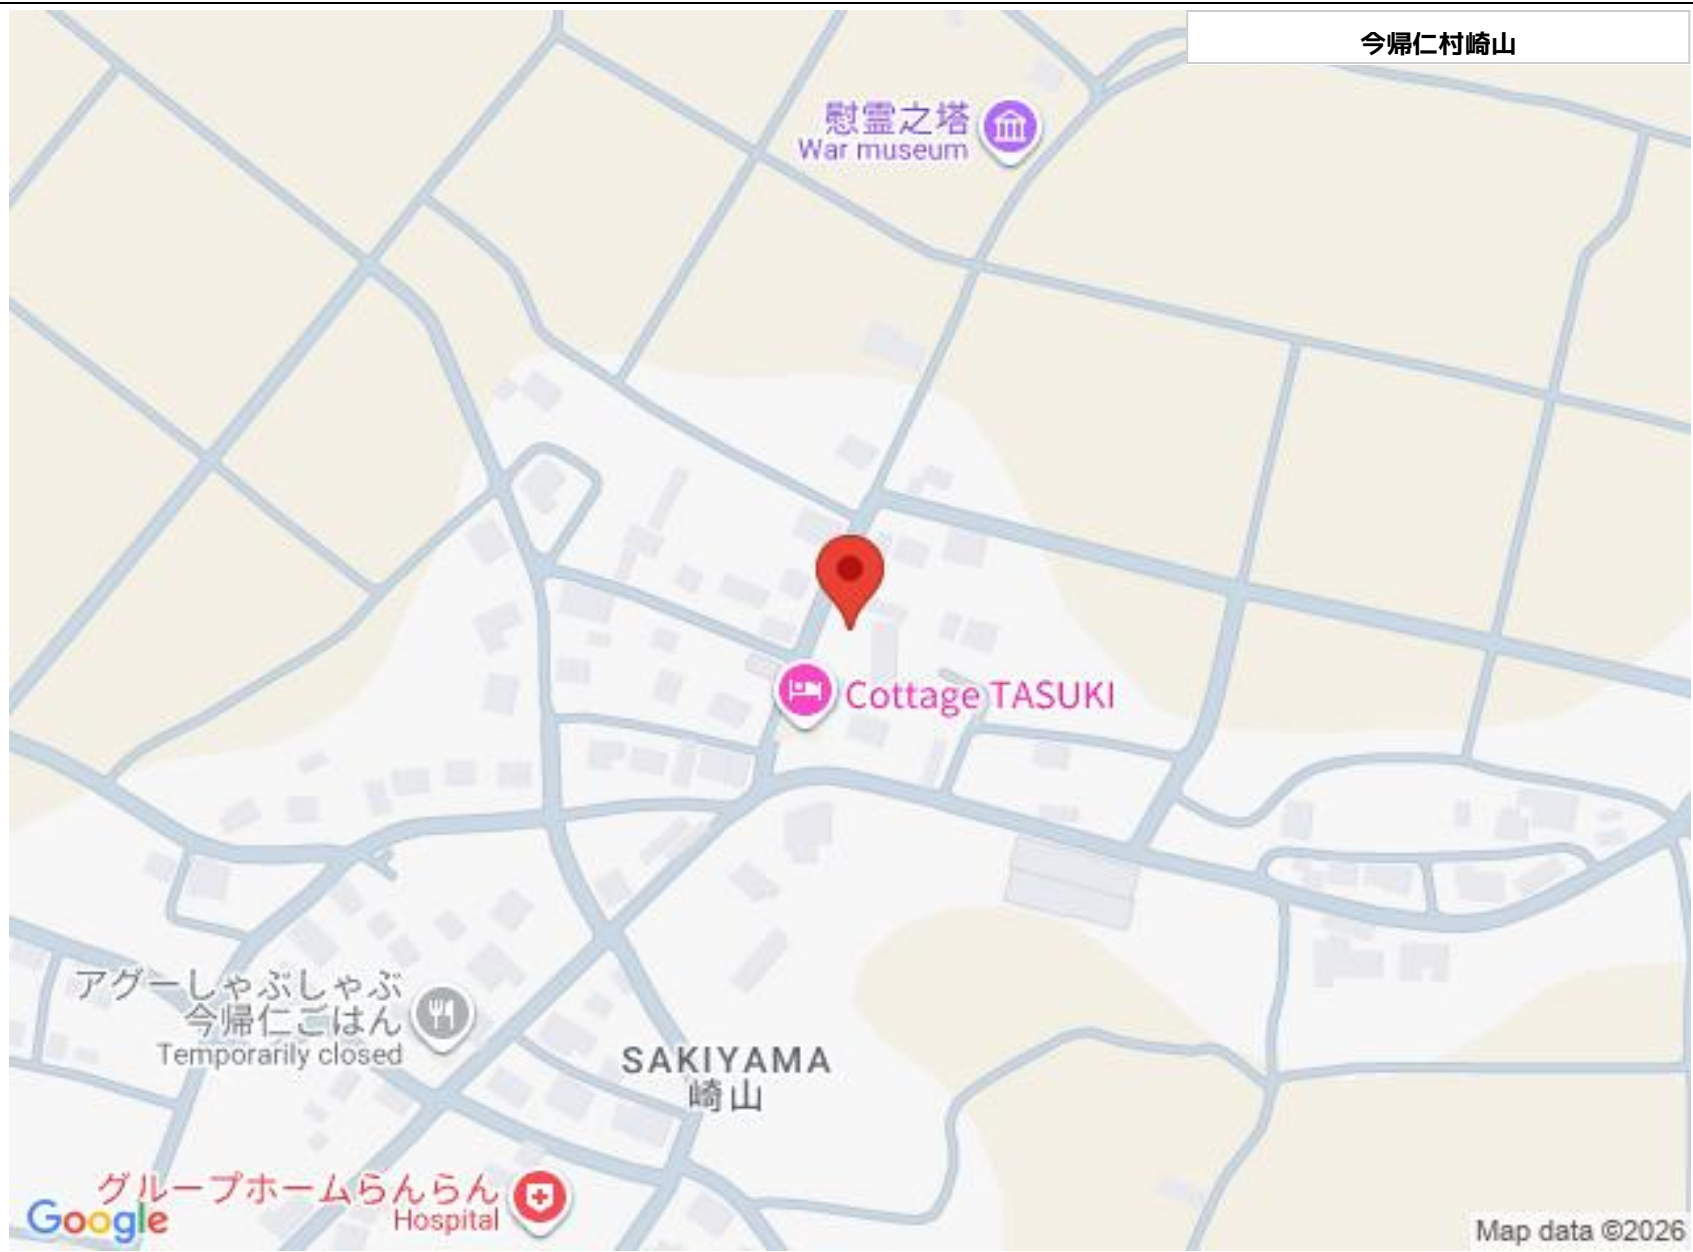 今帰仁村崎山
慰霊之塔
War museum
Cottage TASUKI
アグーしゃぶしゃぶ
今帰仁ごはん
Temporarily closed
SAKIYAMA
崎山
グループホームらんらん
Hospital
Google
Map data ©2026